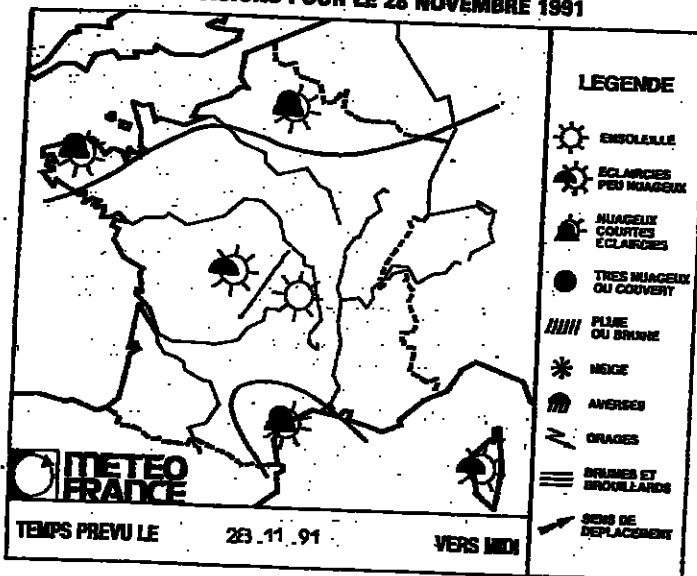 POUR LE 28 NOVEMBRE 1991
LEGENDE
ENSOLEILLE
ECLAIRCIES
PEU NUAGEUX
NUAGEUX
COURTES
ÉCLAIRCIES
TRES NUAGEUX
OU COUVERT
PLUIE
OU BRUINE
NEIGE
AVERSES
ORAGES
BRUMES ET
BROUILLARDS
SENS DE
DEPLACEMENT
METEO
FRANCE
TEMPS PREVU LE 28.11.91 VERS MIDI